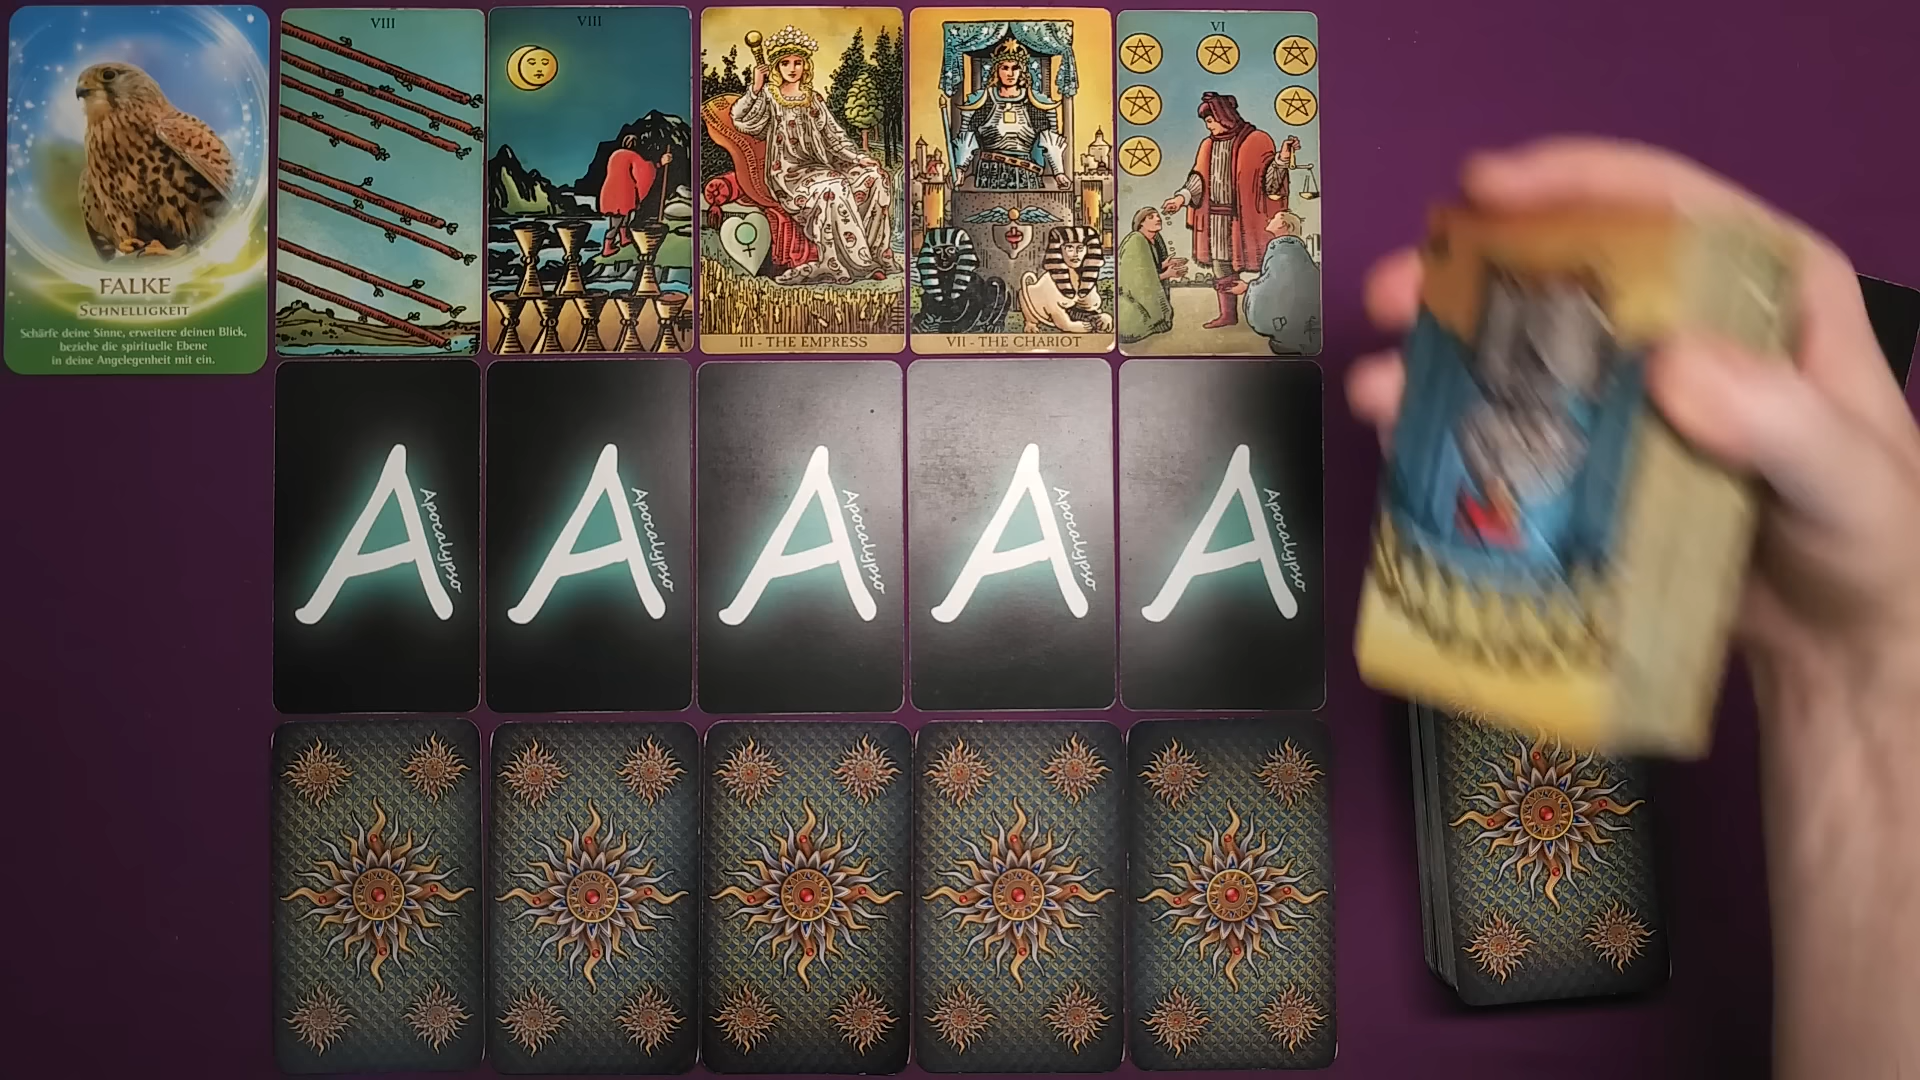 FALKE
SCHNELLIGKEIT
Schärfe deine Sinne, erweitere deinen Blick,
beziehe die spirituelle Ebene
in deine Angelegenheit mit ein.
VIII
VIII
III - THE EMPRESS
VII - THE CHARIOT
VI
A
Apocalypso
A
Apocalypso
A
Apocalypso
A
Apocalypso
A
Apocalypso